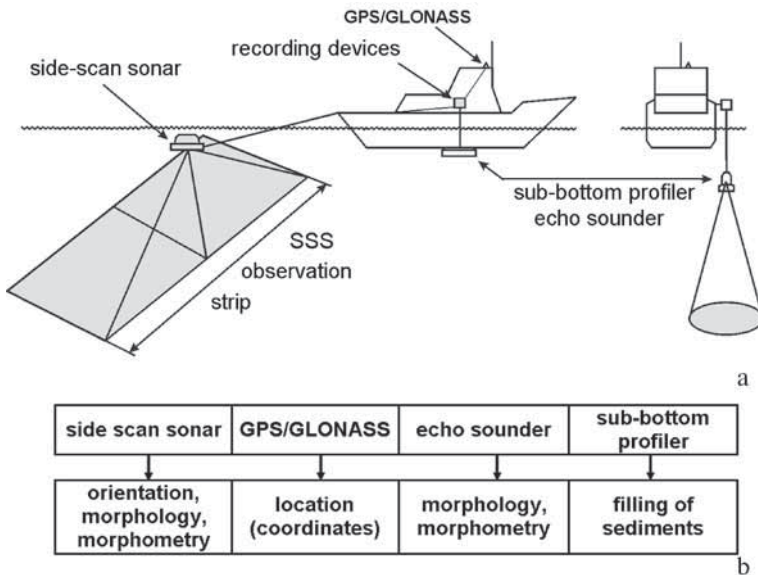 GPS/GLONASS
recording devices
side-scan sonar
sub-bottom profiler
echo sounder
SSS
observation
strip
a
side scan sonar
GPS/GLONASS
echo sounder
sub-bottom
profiler
orientation,
morphology,
morphometry
location
(coordinates)
morphology,
morphometry
filling of
sediments
b